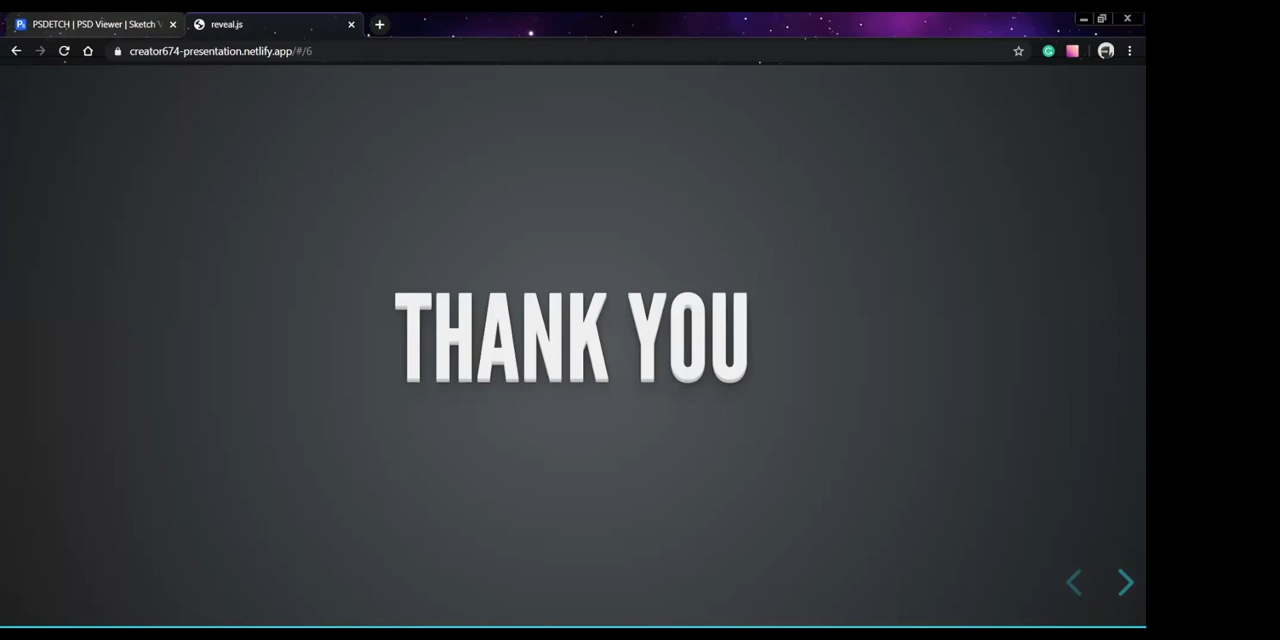 PSDETCH | PSD Viewer | Sketch
reveal.js
creator674-presentation.netlify.app/#/6
THANK YOU